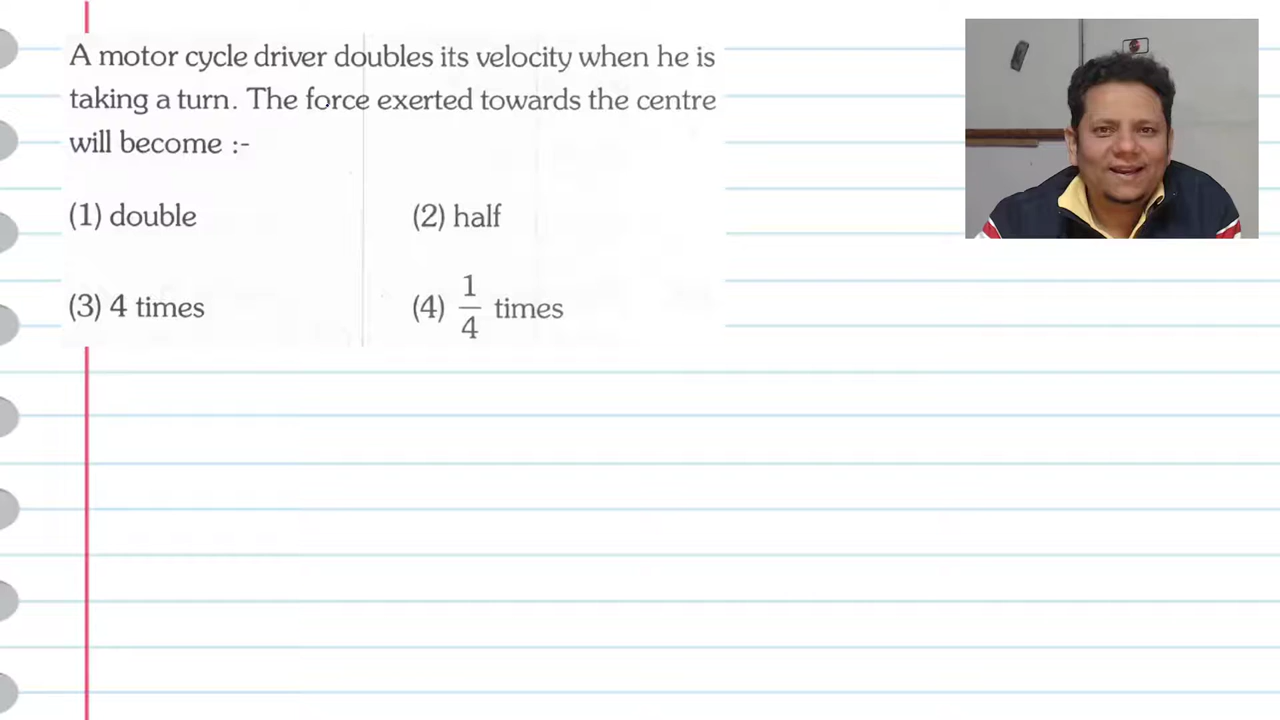 A motor cycle driver doubles its velocity when he is
taking a turn. The force exerted towards the centre
will become :-
(1) double (2) half
(3) 4 times (4) 1/4 times